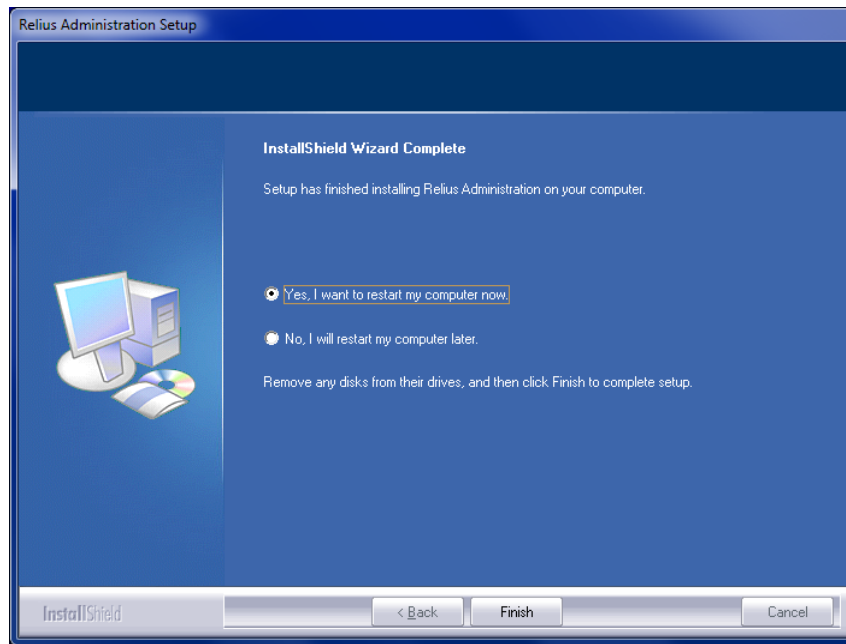 Relius Administration Setup
InstallShield Wizard Complete
Setup has finished installing Relius Administration on your computer.
Yes, I want to restart my computer now.
No, I will restart my computer later.
Remove any disks from their drives, and then click Finish to complete setup.
InstallShield
< Back
Finish
Cancel